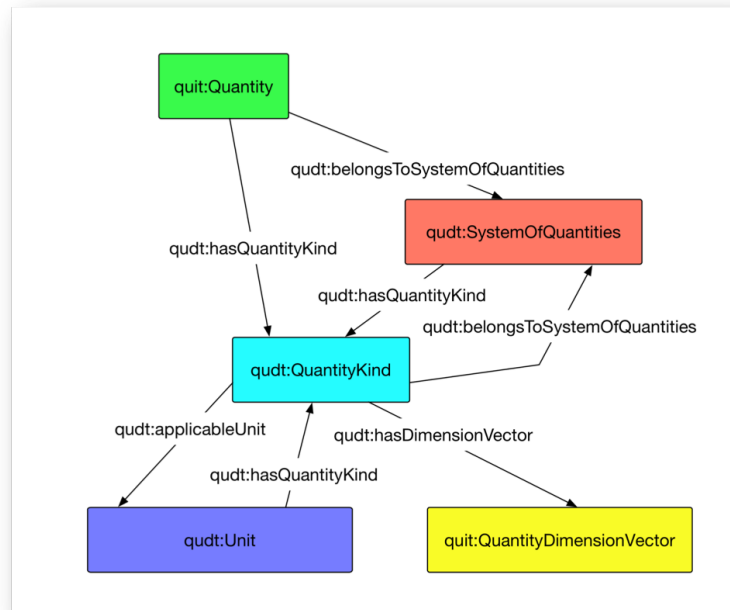 quit:Quantity
qudt:belongsToSystemOfQuantities
qudt:SystemOfQuantities
qudt:hasQuantityKind
qudt:hasQuantityKind
qudt:belongsToSystemOfQuantities
qudt:QuantityKind
qudt:applicableUnit
qudt:hasDimensionVector
qudt:hasQuantityKind
qudt:Unit
quit:QuantityDimensionVector